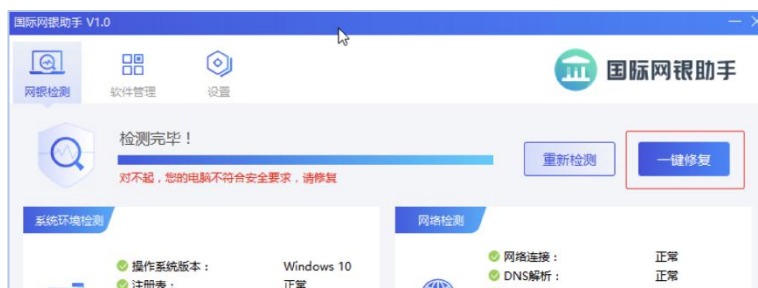 国际网银助手 V1.0
网银检测 软件管理 设置
国际网银助手
检测完毕！
对不起，您的电脑不符合安全要求，请修复
重新检测 一键修复
系统环境检测
操作系统版本： Windows 10
注册表： 正常
网络检测
网络连接： 正常
DNS解析： 正常